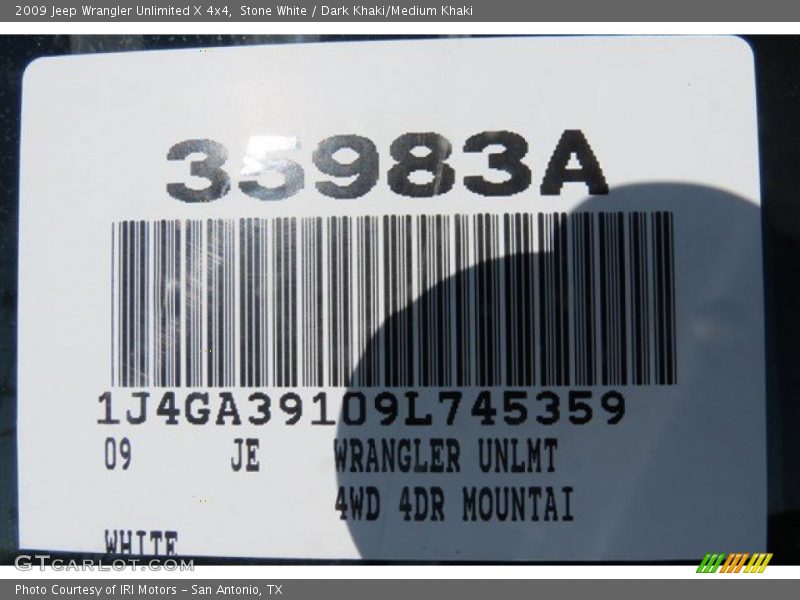 2009 Jeep Wrangler Unlimited X 4x4, Stone White / Dark Khaki/Medium Khaki
35983A
1J4GA39109L745359
09 JE WRANGLER UNLMT
4WD 4DR MOUNTAI
WHITE
GTCARLOT.COM
Photo Courtesy of IRI Motors - San Antonio, TX